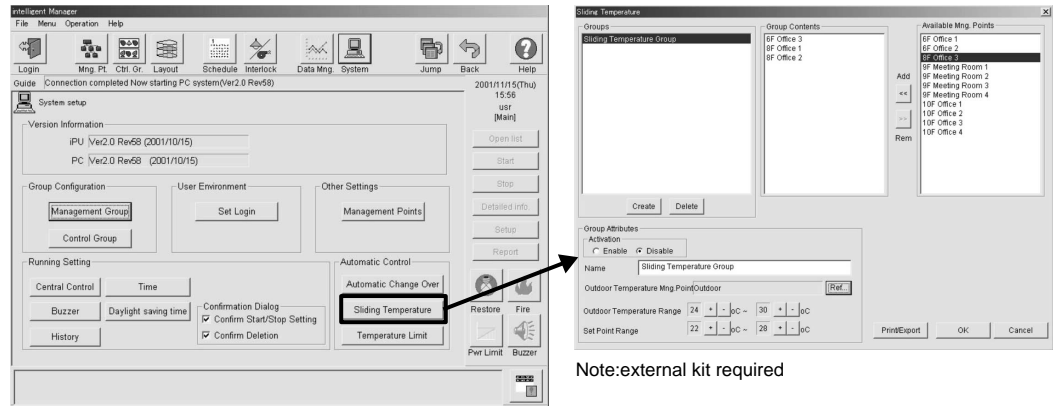 intelligent Manager
File Menu Operation Help
Login Mng. Pt. Ctrl. Gr. Layout Schedule Interlock Data Mng. System Jump Back Help
Guide Connection completed Now starting PC system(Ver2.0 Rev58)
2001/11/15(Thu)
15:56
usr
[Main]
System setup
Version Information
iPU Ver2.0 Rev58 (2001/10/15)
PC Ver2.0 Rev58 (2001/10/15)
Group Configuration
Management Group
Control Group
User Environment
Set Login
Other Settings
Management Points
Running Setting
Central Control Time
Buzzer Daylight saving time
History
Confirmation Dialog
Confirm Start/Stop Setting
Confirm Deletion
Automatic Control
Automatic Change Over
Sliding Temperature
Temperature Limit
Open list
Start
Stop
Detailed info.
Setup
Report
Restore Fire
Pwr Limit Buzzer
Sliding Temperature
Groups
Sliding Temperature Group
Create Delete
Group Contents
6F Office 3
8F Office 1
8F Office 2
Add
<<
>>
Rem
Available Mng. Points
6F Office 1
6F Office 2
8F Office 3
9F Meeting Room 1
9F Meeting Room 2
9F Meeting Room 3
9F Meeting Room 4
10F Office 1
10F Office 2
10F Office 3
10F Office 4
Group Attributes
Activation
Enable Disable
Name Sliding Temperature Group
Outdoor Temperature Mng.Point Outdoor Ref...
Outdoor Temperature Range 24 + - oC ~ 30 + - oC
Set Point Range 22 + - oC ~ 28 + - oC
Print/Export OK Cancel
Note:external kit required